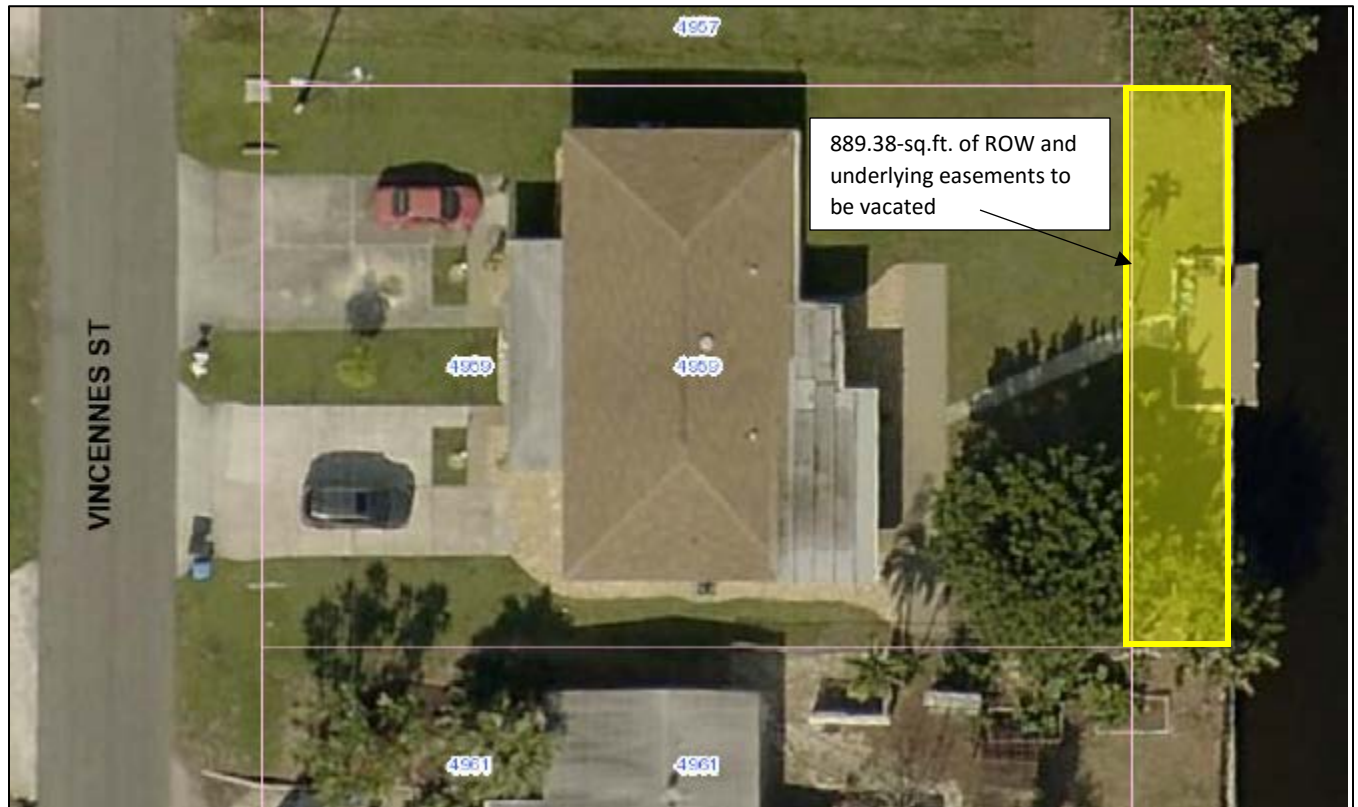 4957
889.38-sq.ft. of ROW and
underlying easements to
be vacated
VINCENNES ST
4959
4959
4961
4961